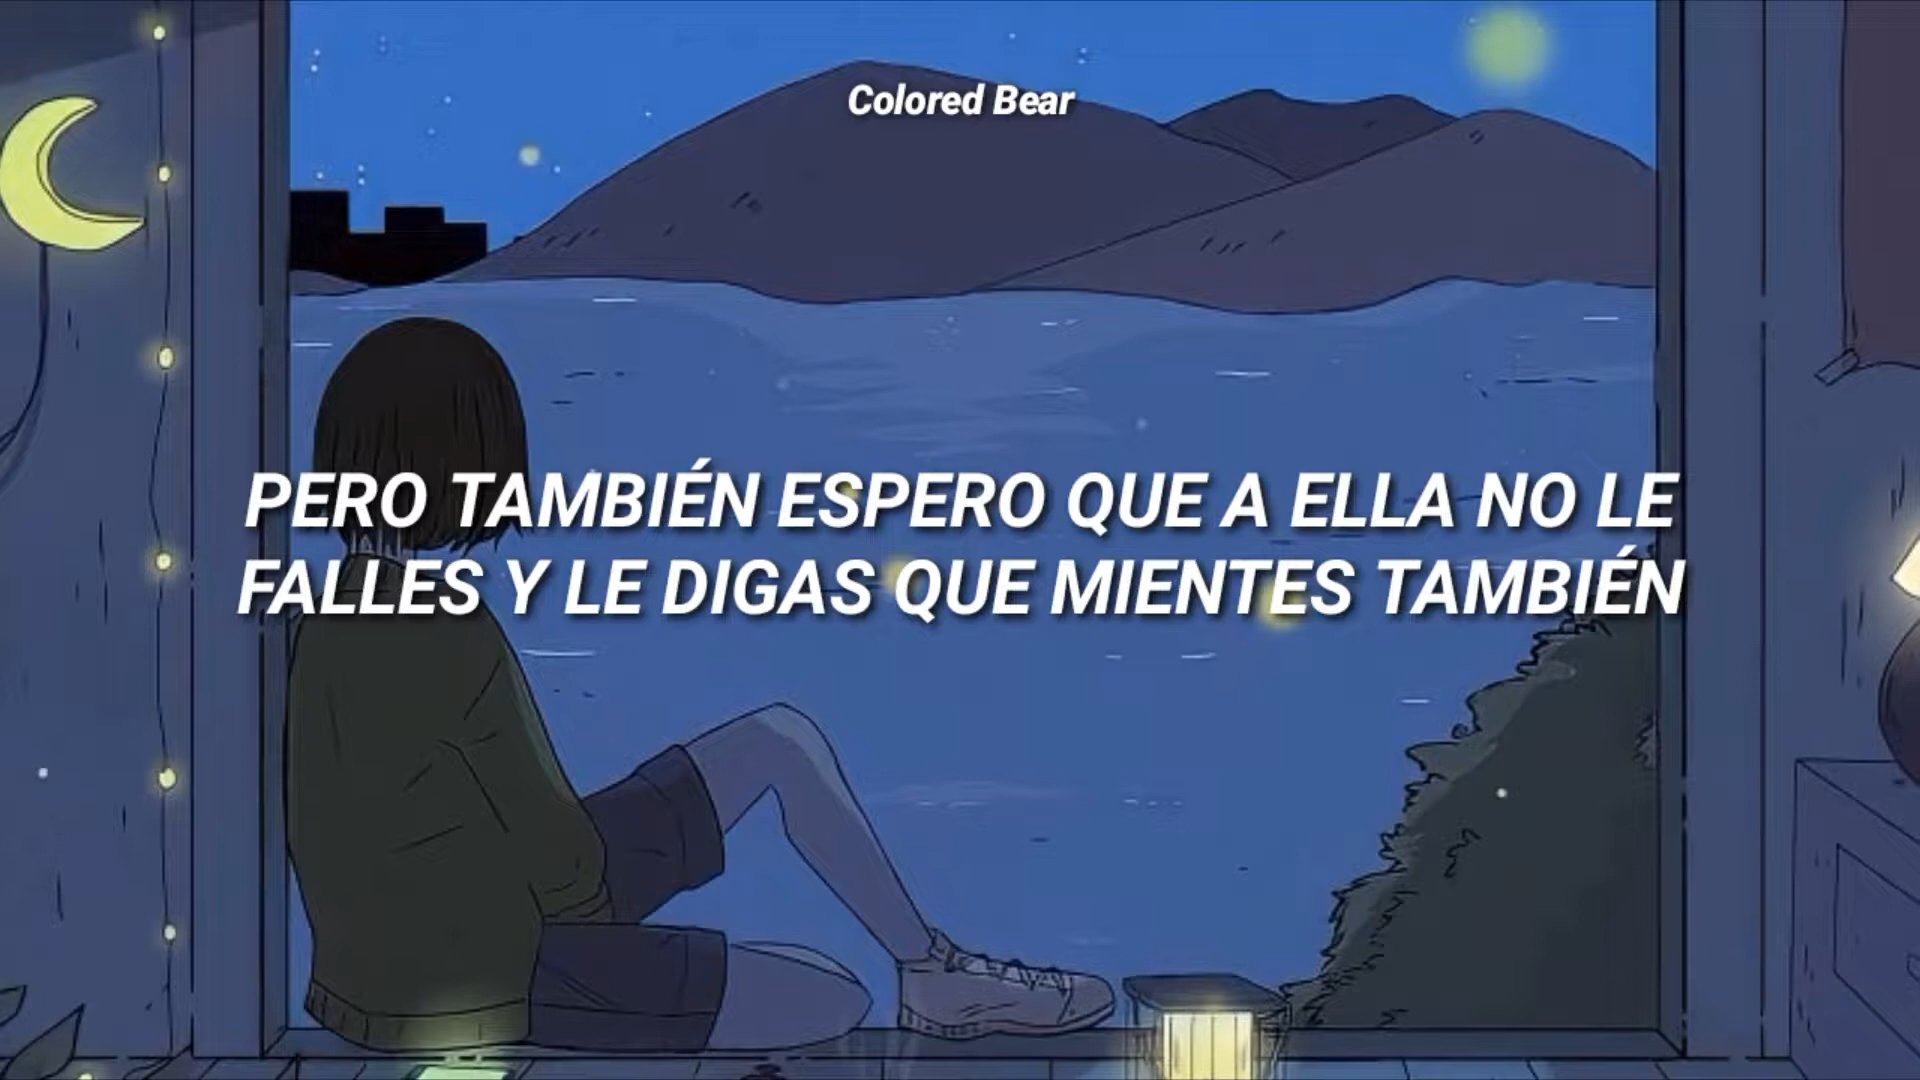 Colored Bear
PERO TAMBIÉN ESPERO QUE A ELLA NO LE
FALLES Y LE DIGAS QUE MIENTES TAMBIÉN